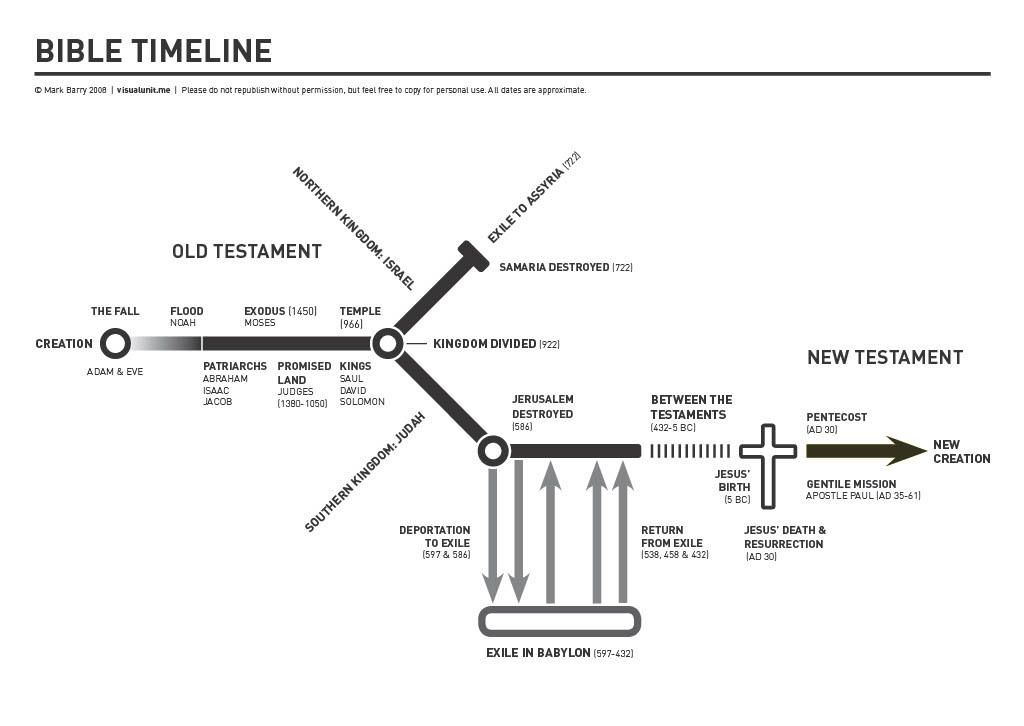 BIBLE TIMELINE
© Mark Barry 2008 | visualunit.me | Please do not republish without permission, but feel free to copy for personal use. All dates are approximate.
OLD TESTAMENT
NORTHERN KINGDOM: ISRAEL
EXILE TO ASSYRIA (722)
SAMARIA DESTROYED (722)
THE FALL
FLOOD
NOAH
EXODUS (1450)
MOSES
TEMPLE
(966)
CREATION
KINGDOM DIVIDED (922)
ADAM & EVE
PATRIARCHS
ABRAHAM
ISAAC
JACOB
PROMISED
LAND
JUDGES
(1380-1050)
KINGS
SAUL
DAVID
SOLOMON
SOUTHERN KINGDOM: JUDAH
NEW TESTAMENT
JERUSALEM
DESTROYED
(586)
BETWEEN THE
TESTAMENTS
(432-5 BC)
PENTECOST
(AD 30)
NEW
CREATION
JESUS'
BIRTH
(5 BC)
GENTILE MISSION
APOSTLE PAUL (AD 35-61)
DEPORTATION
TO EXILE
(597 & 586)
RETURN
FROM EXILE
(538, 458 & 432)
JESUS' DEATH &
RESURRECTION
(AD 30)
EXILE IN BABYLON (597-432)